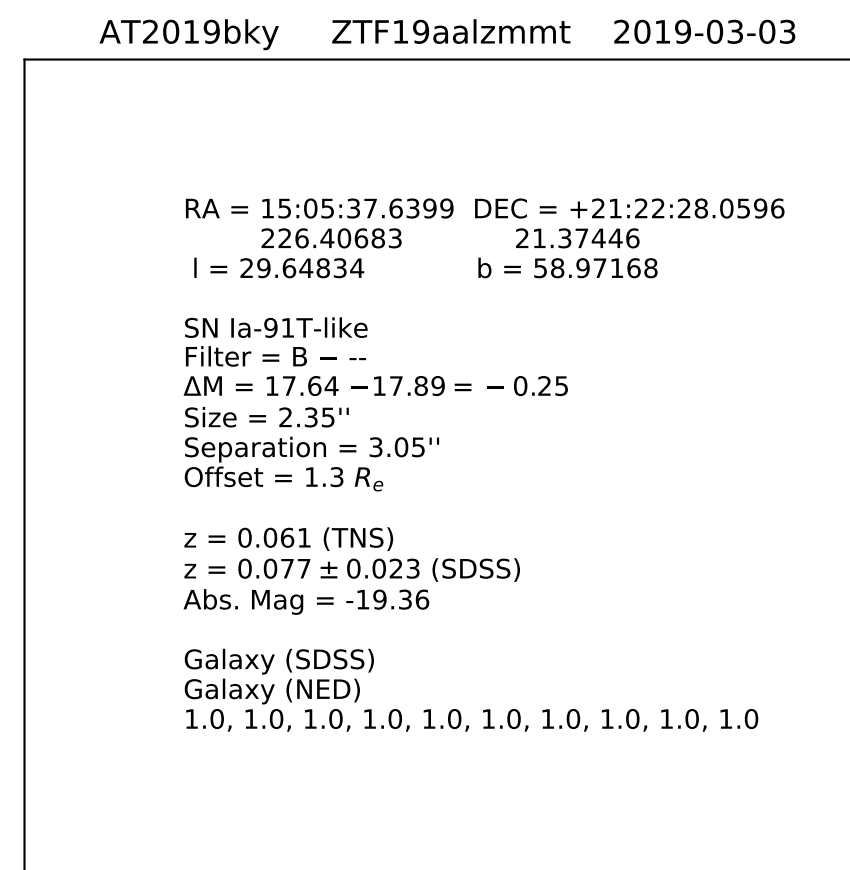 AT2019bky ZTF19aalzmmt 2019-03-03
RA = 15:05:37.6399 DEC = +21:22:28.0596
226.40683 21.37446
l = 29.64834 b = 58.97168
SN Ia-91T-like
Filter = B − --
ΔM = 17.64 −17.89 = − 0.25
Size = 2.35''
Separation = 3.05''
Offset = 1.3 Re
z = 0.061 (TNS)
z = 0.077 ± 0.023 (SDSS)
Abs. Mag = -19.36
Galaxy (SDSS)
Galaxy (NED)
1.0, 1.0, 1.0, 1.0, 1.0, 1.0, 1.0, 1.0, 1.0, 1.0